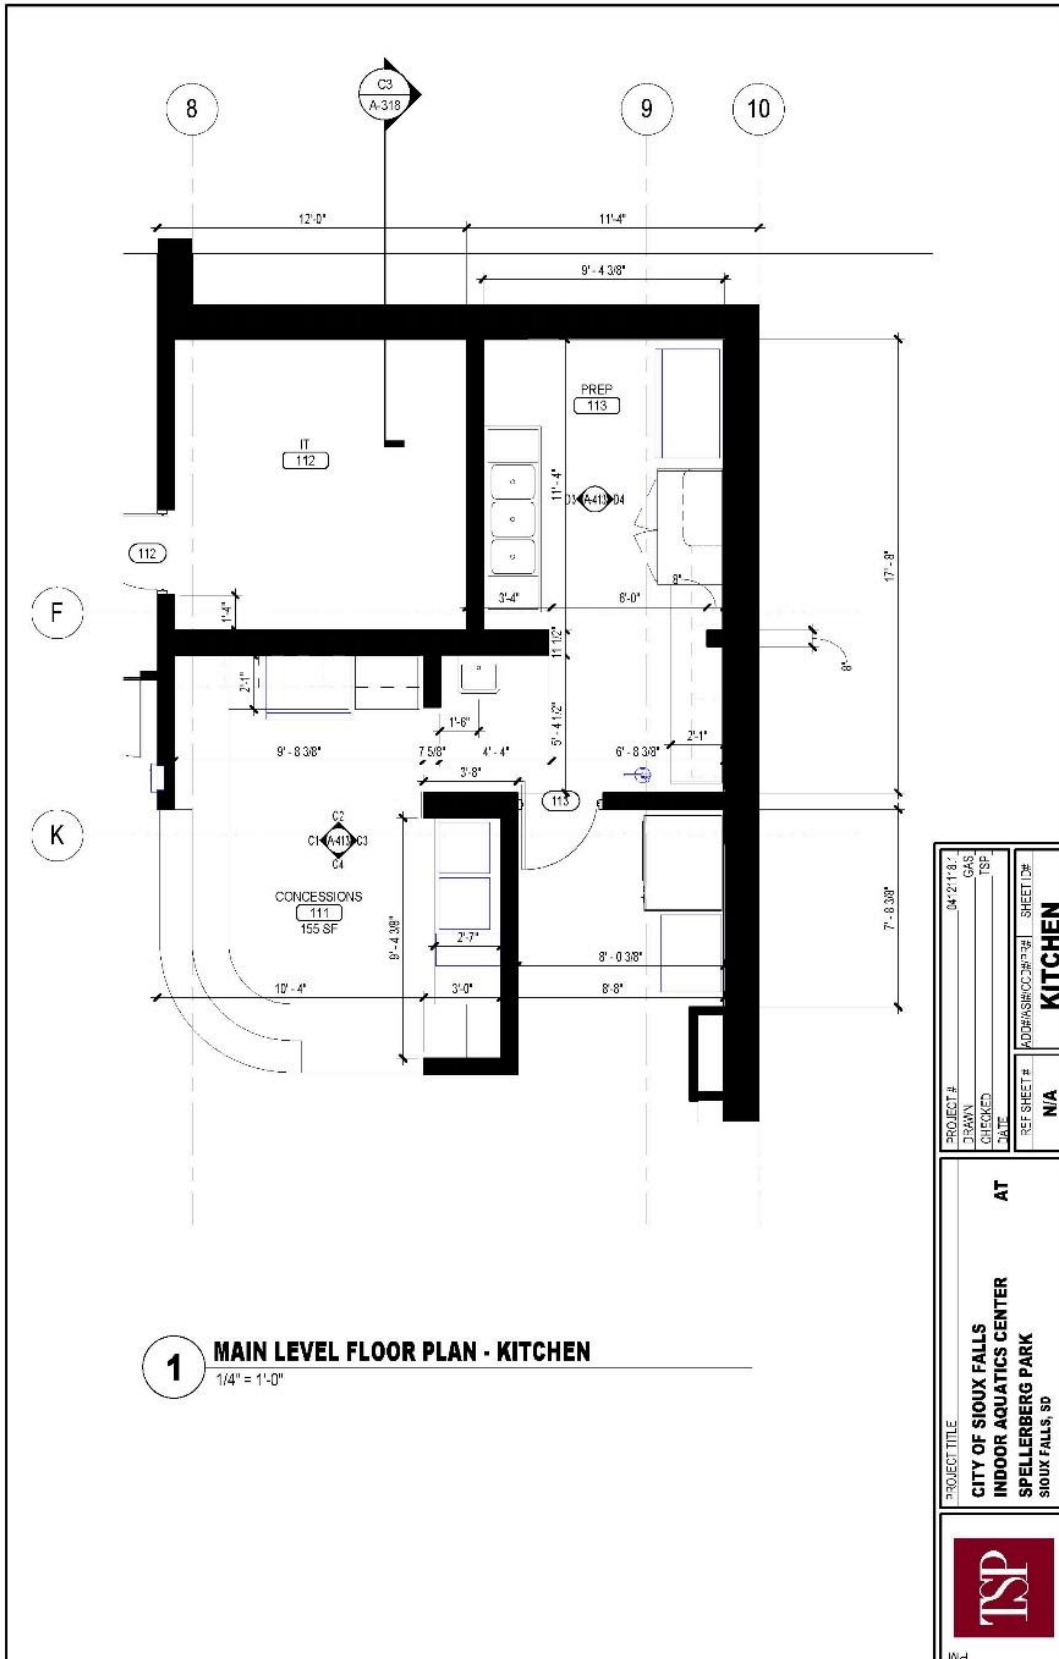 8
C3
A-318
9
10
12'-0"
11'-4"
9' - 4 3/8"
PREP
113
IT
112
11' - 4"
D3 A-413 D4
17' - 8"
112
8"
F
1'-4"
3'-4"
6'-0"
11 1/2"
8"
2'-1"
1'-6"
5' - 4 1/2"
9' - 8 3/8"
7 5/8"
4' - 4"
6' - 8 3/8"
2'-1"
3'-8"
113
K
C2
C1 A-413 C3
C4
CONCESSIONS
111
155 SF
9' - 4 3/8"
2'-7"
8' - 0 3/8"
7' - 8 3/8"
10' - 4"
3'-0"
8'-8"
1
MAIN LEVEL FLOOR PLAN - KITCHEN
1/4" = 1'-0"
PROJECT # 04121118.1
DRAWN GAS
CHECKED TSP
DATE
REF SHEET #
N/A
ADD#/ASI#/CCD#/PR#
SHEET ID#
KITCHEN
PROJECT TITLE
CITY OF SIOUX FALLS
INDOOR AQUATICS CENTER AT
SPELLERBERG PARK
SIOUX FALLS, SD
TSP